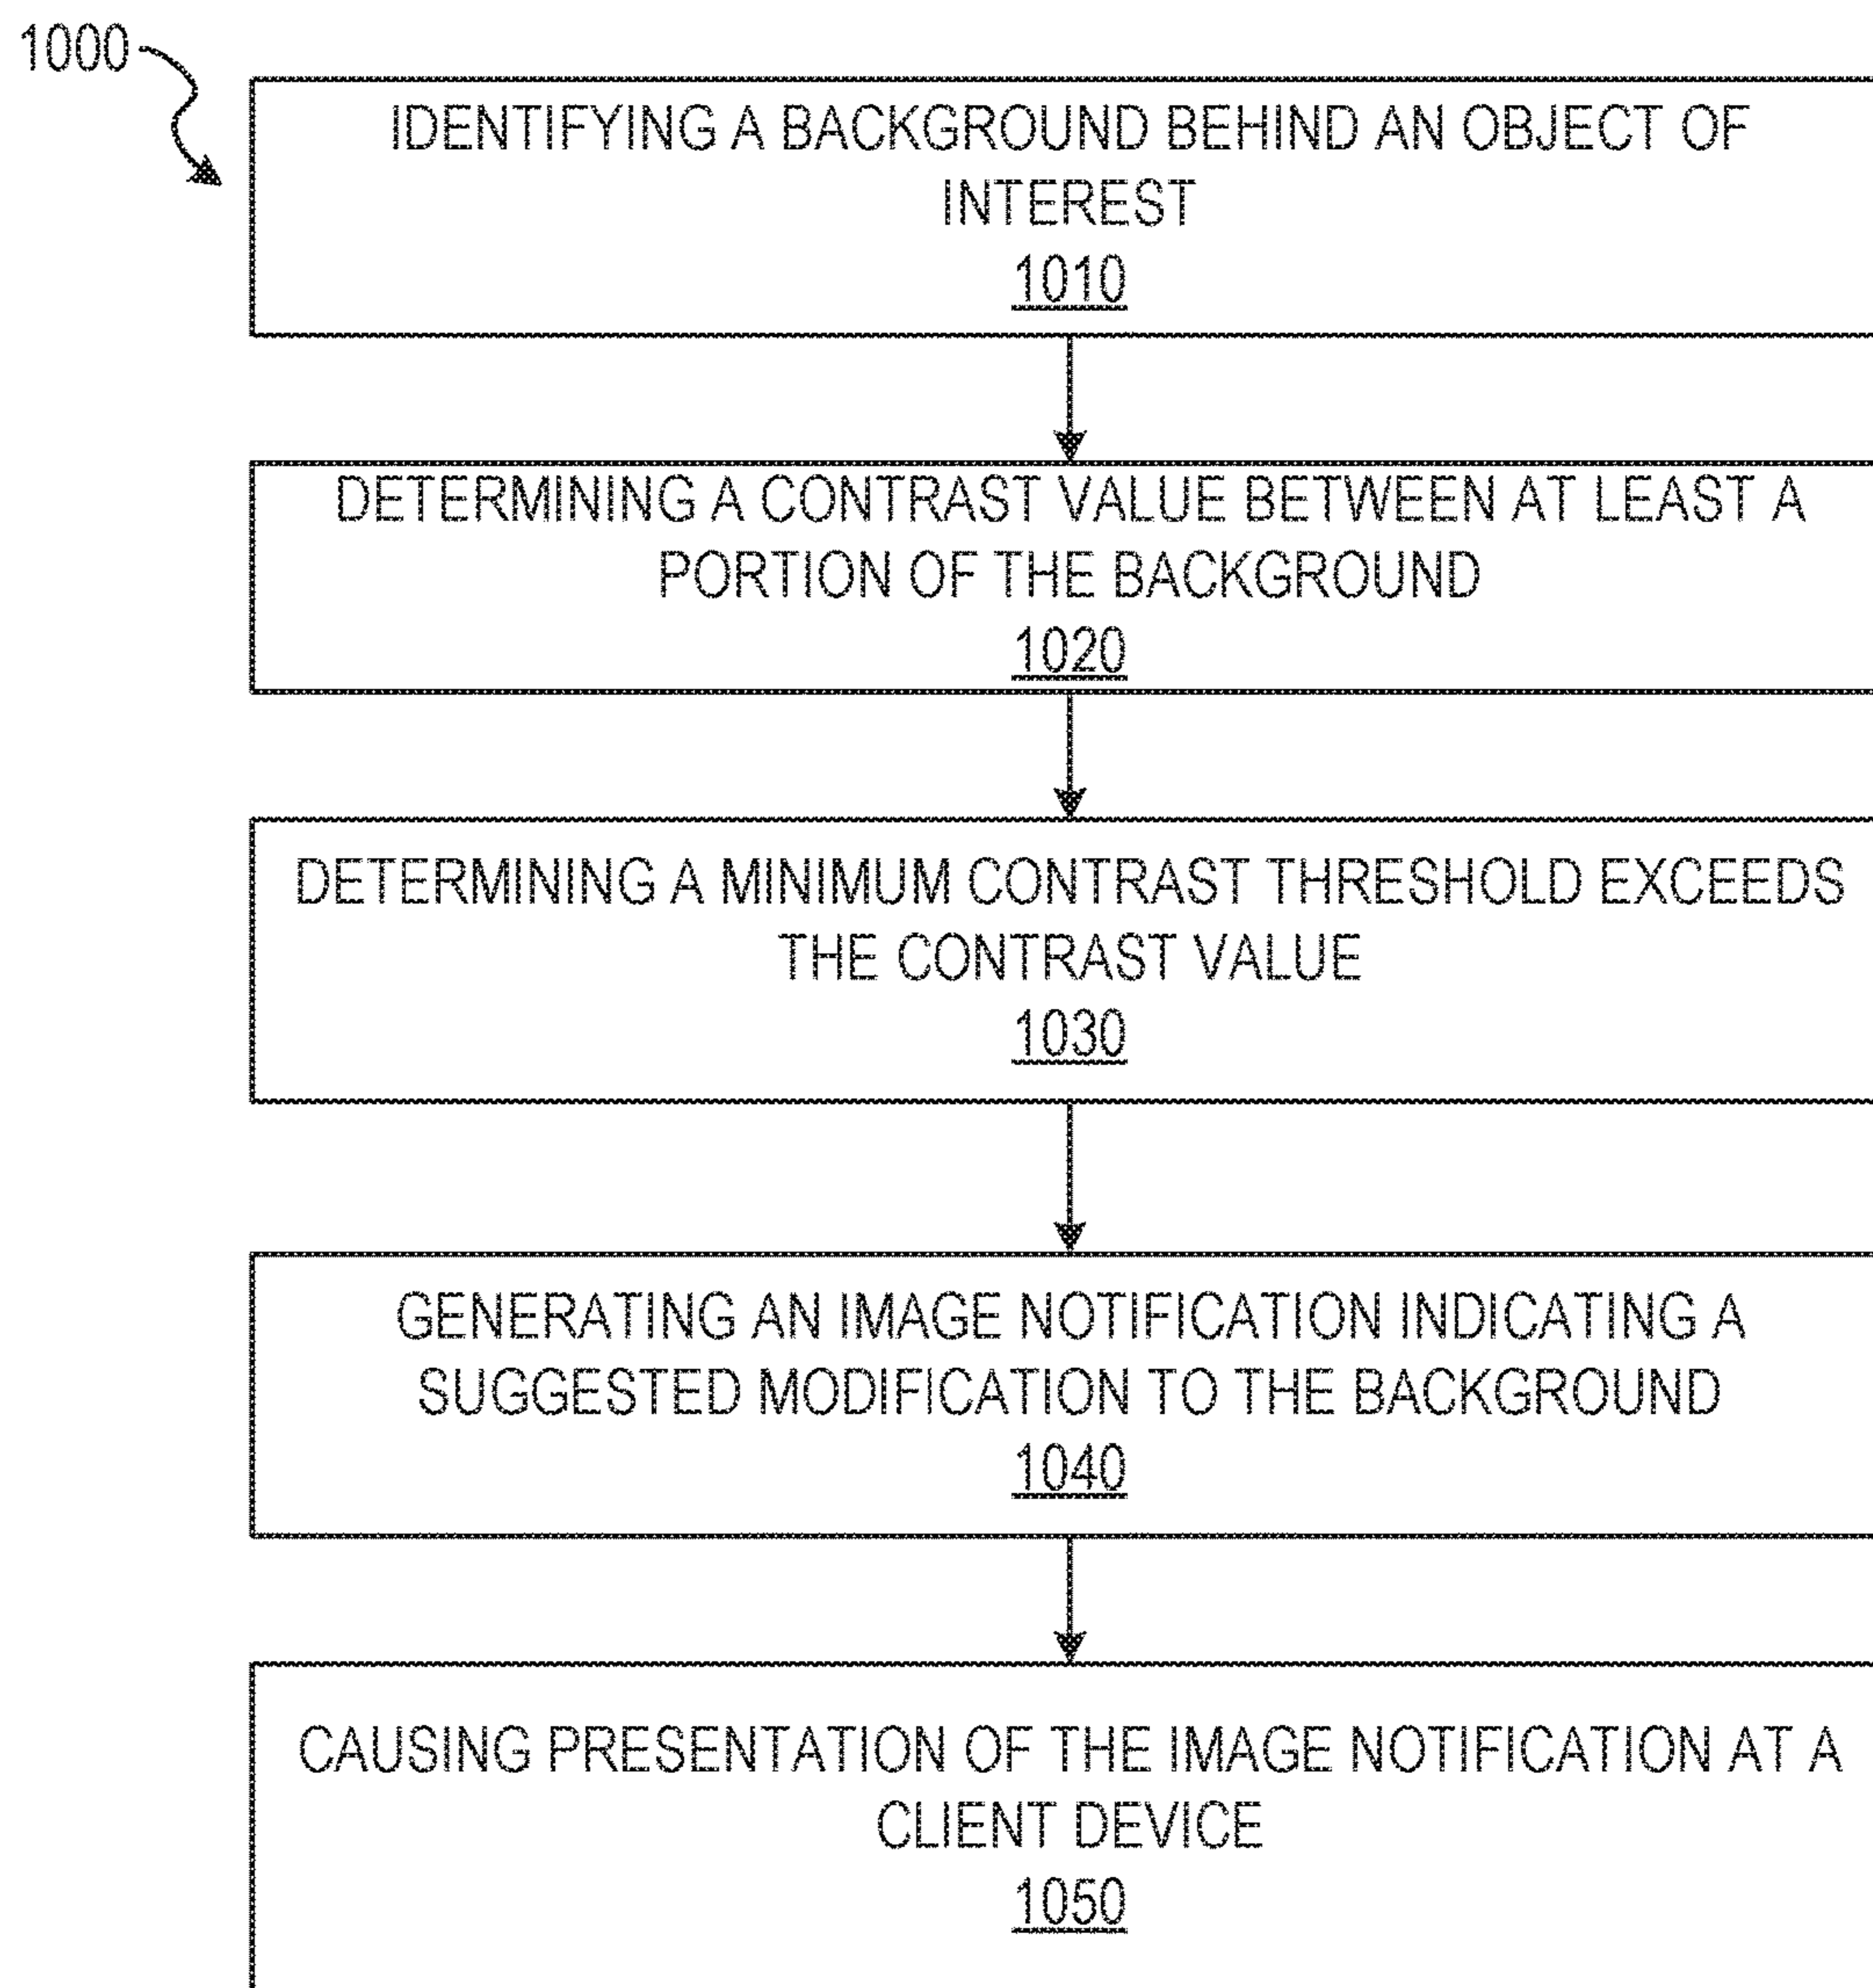 1000
IDENTIFYING A BACKGROUND BEHIND AN OBJECT OF
INTEREST
1010
DETERMINING A CONTRAST VALUE BETWEEN AT LEAST A
PORTION OF THE BACKGROUND
1020
DETERMINING A MINIMUM CONTRAST THRESHOLD EXCEEDS
THE CONTRAST VALUE
1030
GENERATING AN IMAGE NOTIFICATION INDICATING A
SUGGESTED MODIFICATION TO THE BACKGROUND
1040
CAUSING PRESENTATION OF THE IMAGE NOTIFICATION AT A
CLIENT DEVICE
1050